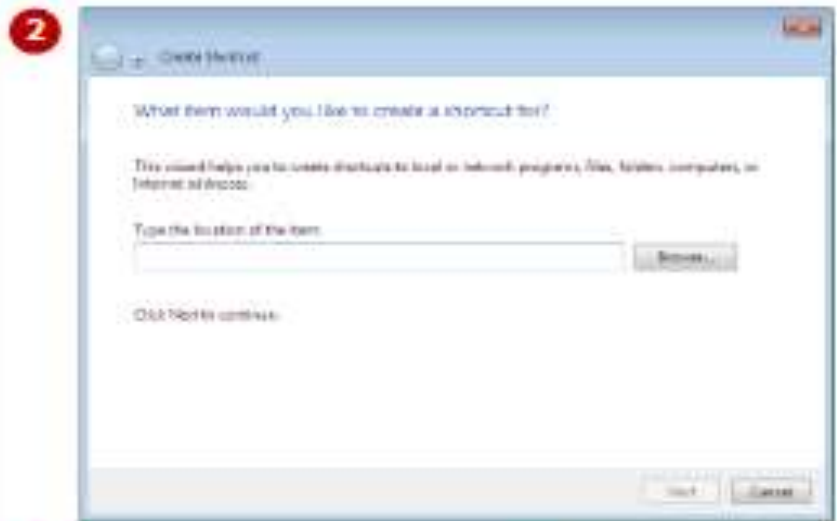 2
Create Shortcut
What item would you like to create a shortcut for?
This wizard helps you to create shortcuts to local or network programs, files, folders, computers, or
Internet addresses.
Type the location of the item:
Browse...
Click Next to continue.
Next
Cancel